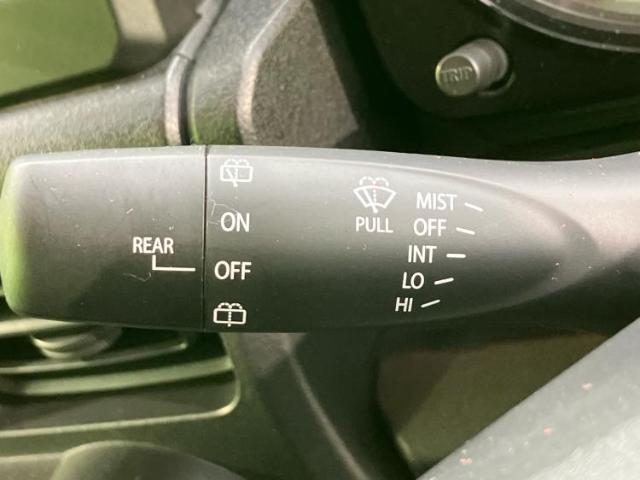 TRIP
REAR
ON
OFF
PULL
MIST
OFF
INT
LO
HI